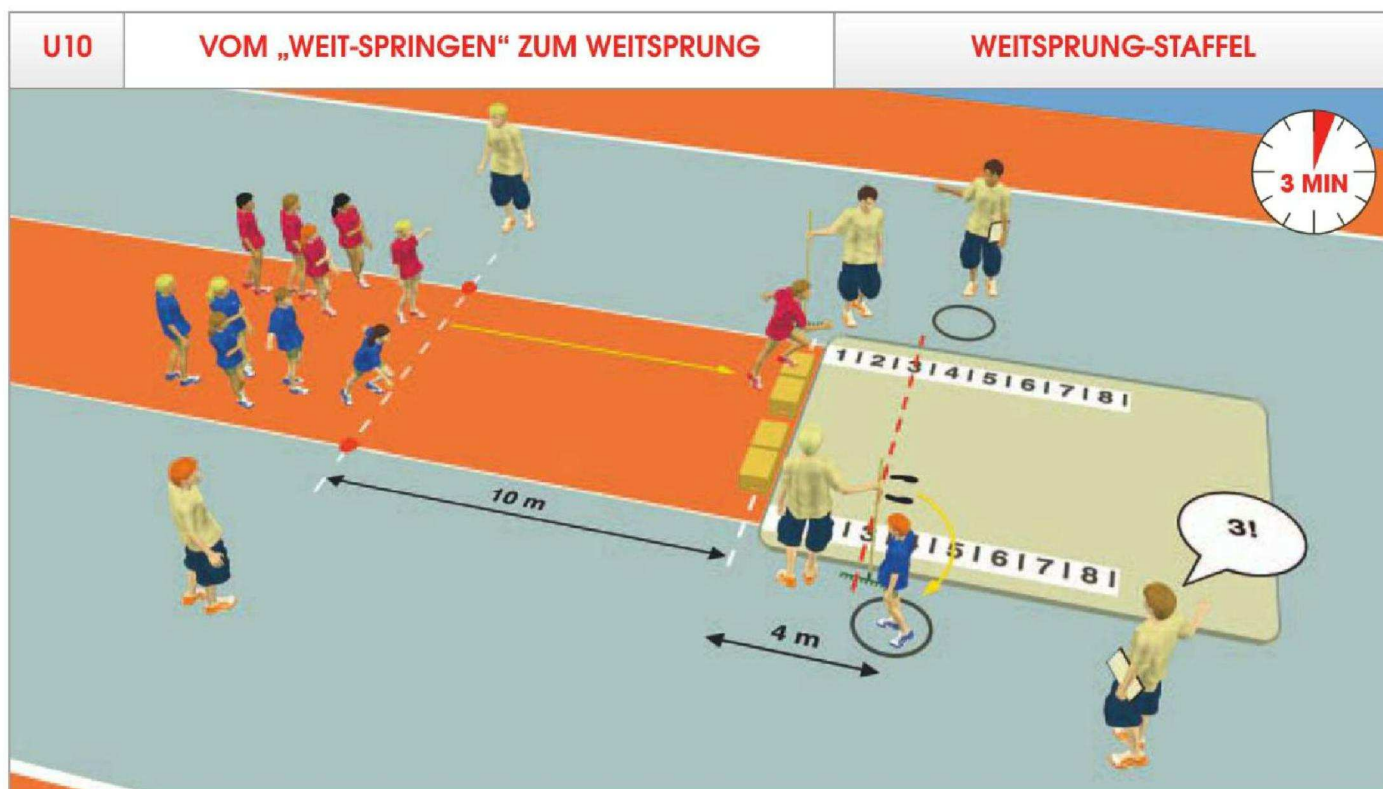 U10
VOM „WEIT-SPRINGEN“ ZUM WEITSPRUNG
WEITSPRUNG-STAFFEL
3 MIN
1 I 2 I 3 I 4 I 5 I 6 I 7 I 8 I
10 m
3!
I 3 I 5 I 6 I 7 I 8 I
4 m